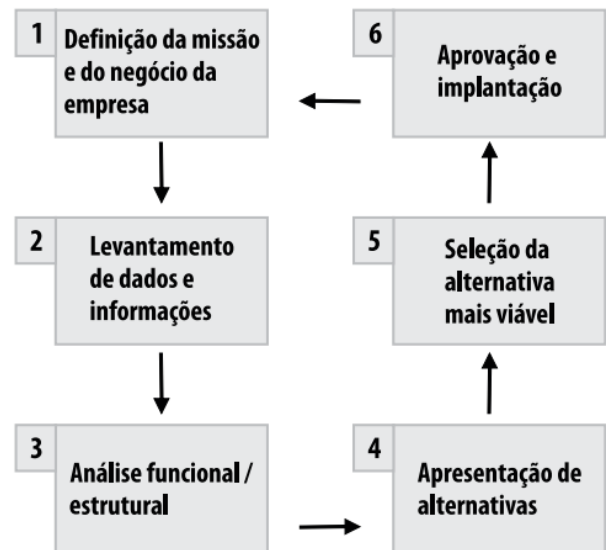 1
Definição da missão
e do negócio da
empresa
2
Levantamento
de dados e
informações
3
Análise funcional /
estrutural
4
Apresentação de
alternativas
5
Seleção da
alternativa
mais viável
6
Aprovação e
implantação